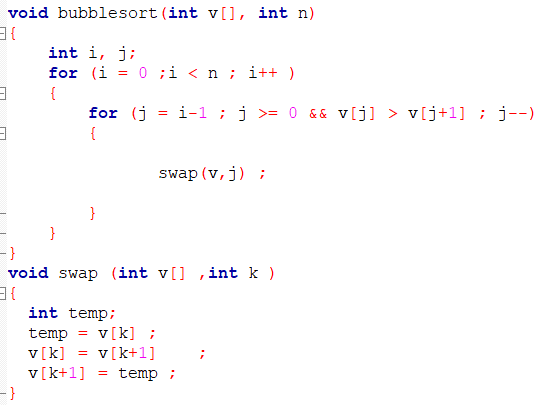 void bubblesort(int v[], int n)
{
    int i, j;
    for (i = 0 ;i < n ; i++ )
    {
        for (j = i-1 ; j >= 0 && v[j] > v[j+1] ; j--)
        {
               swap(v,j) ;
        }
    }
}
void swap (int v[] ,int k )
{
  int temp;
  temp = v[k] ;
  v[k] = v[k+1]    ;
  v[k+1] = temp ;
}